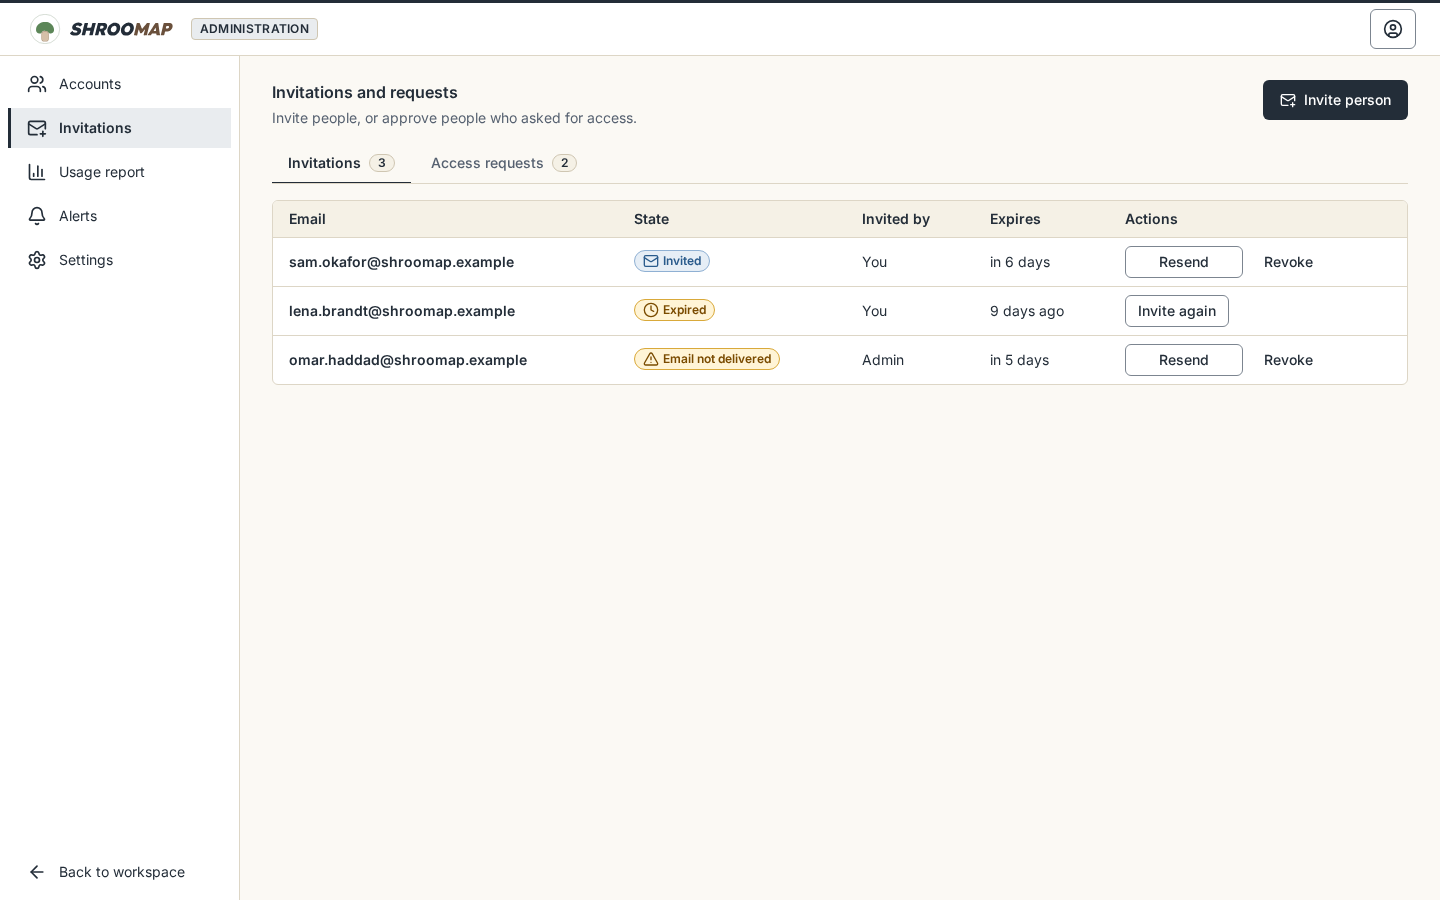 SHROOMAP ADMINISTRATION
Accounts
Invitations
Usage report
Alerts
Settings
Back to workspace
Invitations and requests
Invite people, or approve people who asked for access.
Invite person
Invitations 3 Access requests 2
Email State Invited by Expires Actions
sam.okafor@shroomap.example Invited You in 6 days Resend Revoke
lena.brandt@shroomap.example Expired You 9 days ago Invite again
omar.haddad@shroomap.example Email not delivered Admin in 5 days Resend Revoke